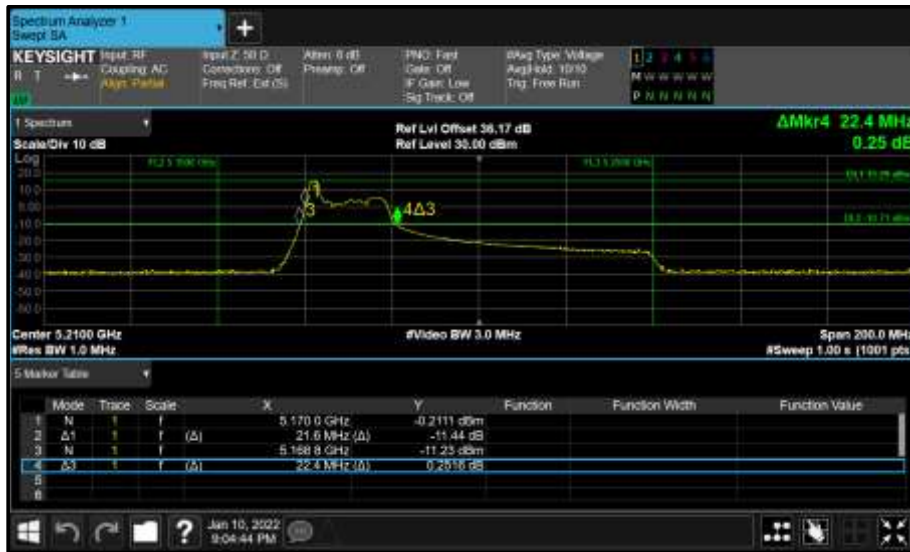 Spectrum Analyzer 1
Swept SA
KEYSIGHT
R T
Input: RF
Coupling: AC
Align: Partial
Input Z: 50 Ω
Corrections: Off
Freq Ref: Ext (S)
Atten: 6 dB
Preamp: Off
PNO: Fast
Gate: Off
IF Gain: Low
Sig Track: Off
#Avg Type: Voltage
Avg|Hold: 10/10
Trig: Free Run
1 2 3 4 5 6
M W W W W W
P N N N N N
1 Spectrum
Scale/Div 10 dB
Ref Lvl Offset 36.17 dB
Ref Level 30.00 dBm
ΔMkr4 22.4 MHz
0.25 dB
Log
20.0
10.0
0.00
-10.0
-20.0
-30.0
-40.0
-50.0
-60.0
1
3
4Δ3
Center 5.2100 GHz
#Res BW 1.0 MHz
#Video BW 3.0 MHz
Span 200.0 MHz
#Sweep 1.00 s (1001 pts
5 Marker Table
Mode Trace Scale X Y Function Function Width Function Value
1 N 1 f 5.170 0 GHz -0.2111 dBm
2 Δ1 1 f (Δ) 21.6 MHz (Δ) -11.44 dB
3 N 1 f 5.168 8 GHz -11.23 dBm
4 Δ3 1 f (Δ) 22.4 MHz (Δ) 0.2516 dB
5
6
?
Jan 10, 2022
9:04:44 PM